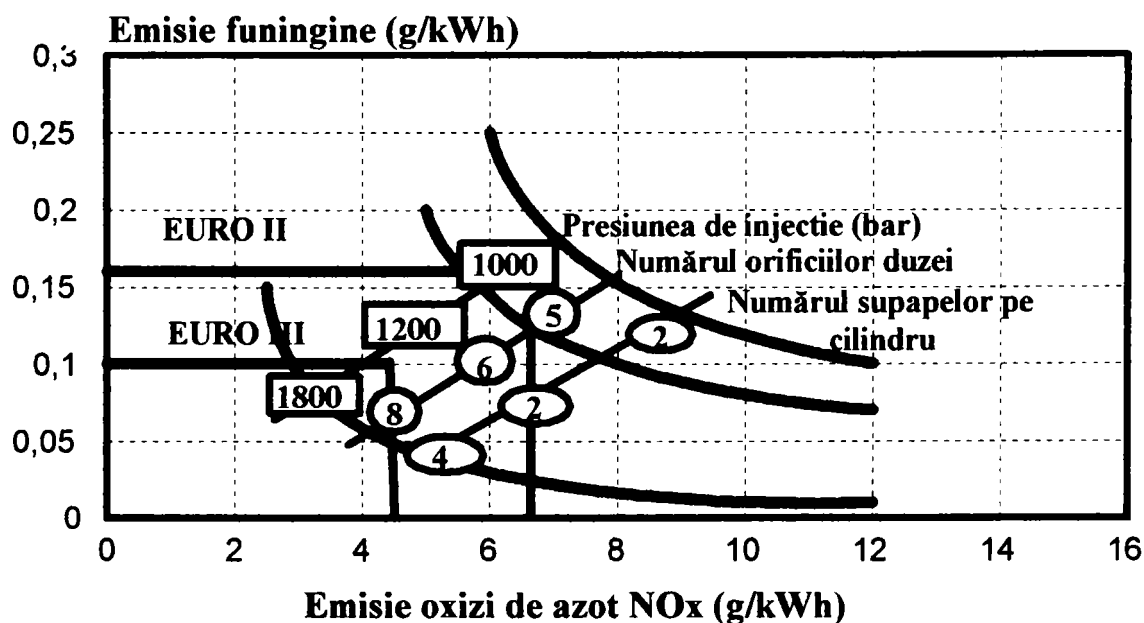 Emisie funingine (g/kWh)
0,3
0,25
0,2
0,15
0,1
0,05
0
EURO II
EURO III
Presiunea de injectie (bar)
Numărul orificiilor duzei
Numărul supapelor pe
cilindru
1000
1200
1800
5
6
8
2
2
4
0 2 4 6 8 10 12 14 16
Emisie oxizi de azot NOx (g/kWh)